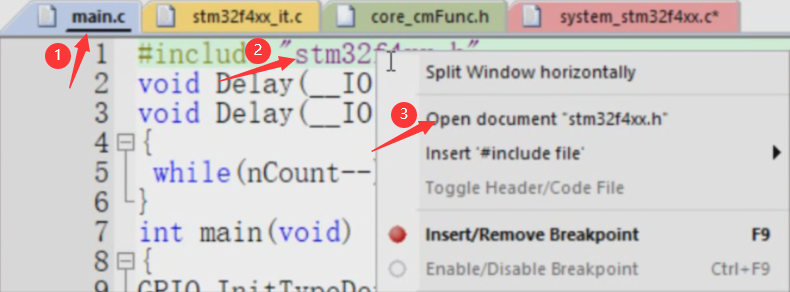 main.c stm32f4xx_it.c core_cmFunc.h system_stm32f4xx.c*
1 2 3
1 #includ "stm32f4xx.h"
2 void Delay(__IO
3 void Delay(__IO
4 {
5 while(nCount--)
6 }
7 int main(void)
8 {
9 GPIO_InitTypeDe
Split Window horizontally
Open document "stm32f4xx.h"
Insert '#include file'
Toggle Header/Code File
Insert/Remove Breakpoint F9
Enable/Disable Breakpoint Ctrl+F9